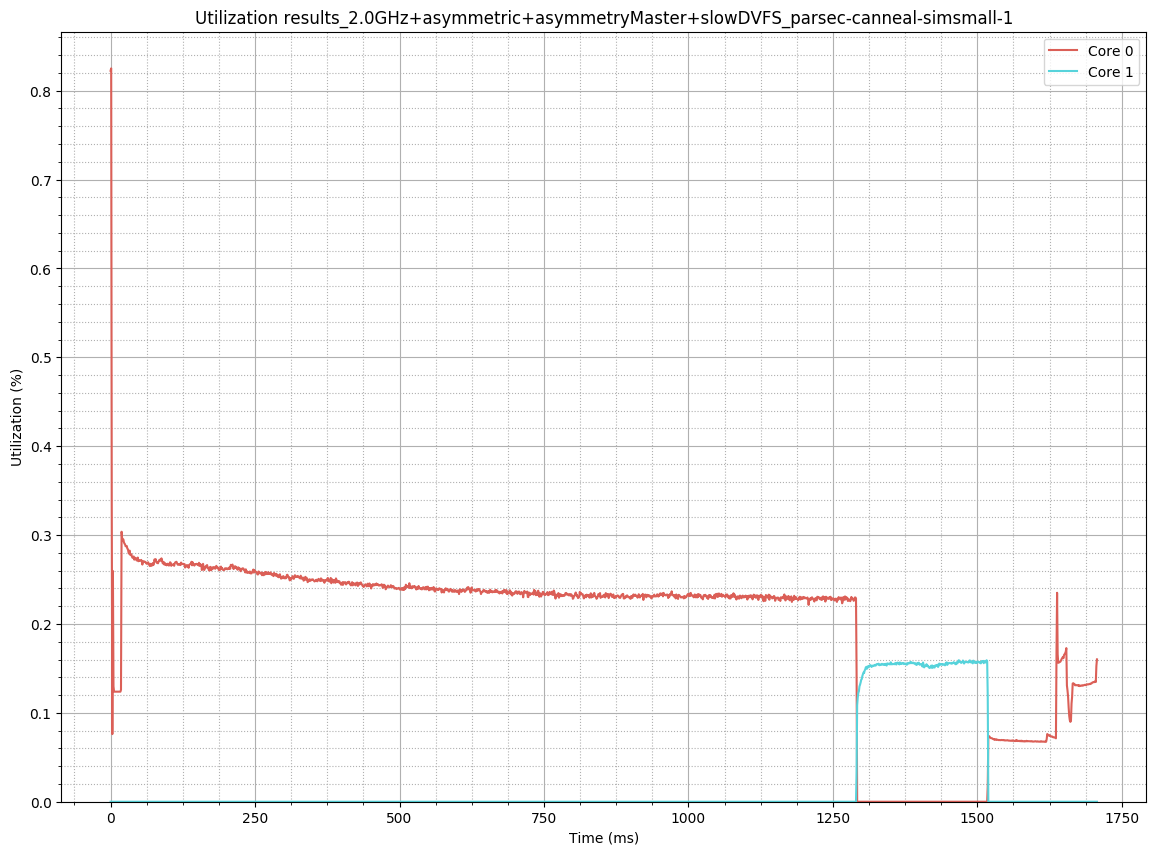 Utilization results_2.0GHz+asymmetric+asymmetryMaster+slowDVFS_parsec-canneal-simsmall-1
Core 0
Core 1
Utilization (%)
0.8
0.7
0.6
0.5
0.4
0.3
0.2
0.1
0.0
0 250 500 750 1000 1250 1500 1750
Time (ms)